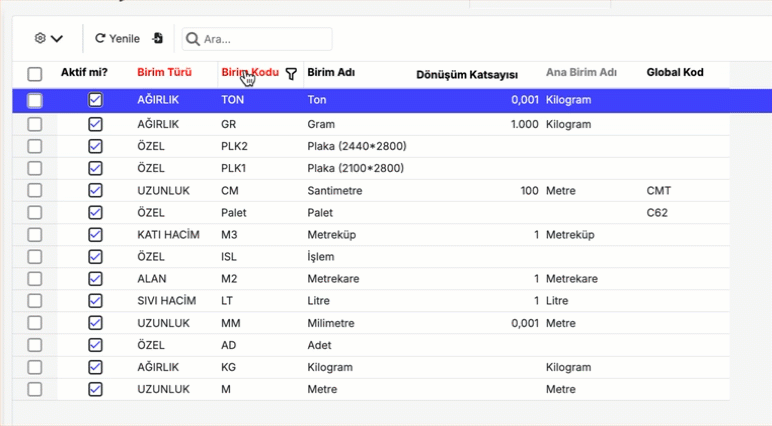 Yenile Ara...
Aktif mi? Birim Türü Birim Kodu Birim Adı Dönüşüm Katsayısı Ana Birim Adı Global Kod
AĞIRLIK TON Ton 0,001 Kilogram
AĞIRLIK GR Gram 1.000 Kilogram
ÖZEL PLK2 Plaka (2440*2800)
ÖZEL PLK1 Plaka (2100*2800)
UZUNLUK CM Santimetre 100 Metre CMT
ÖZEL Palet Palet C62
KATI HACİM M3 Metreküp 1 Metreküp
ÖZEL ISL İşlem
ALAN M2 Metrekare 1 Metrekare
SIVI HACİM LT Litre 1 Litre
UZUNLUK MM Milimetre 0,001 Metre
ÖZEL AD Adet
AĞIRLIK KG Kilogram Kilogram
UZUNLUK M Metre Metre